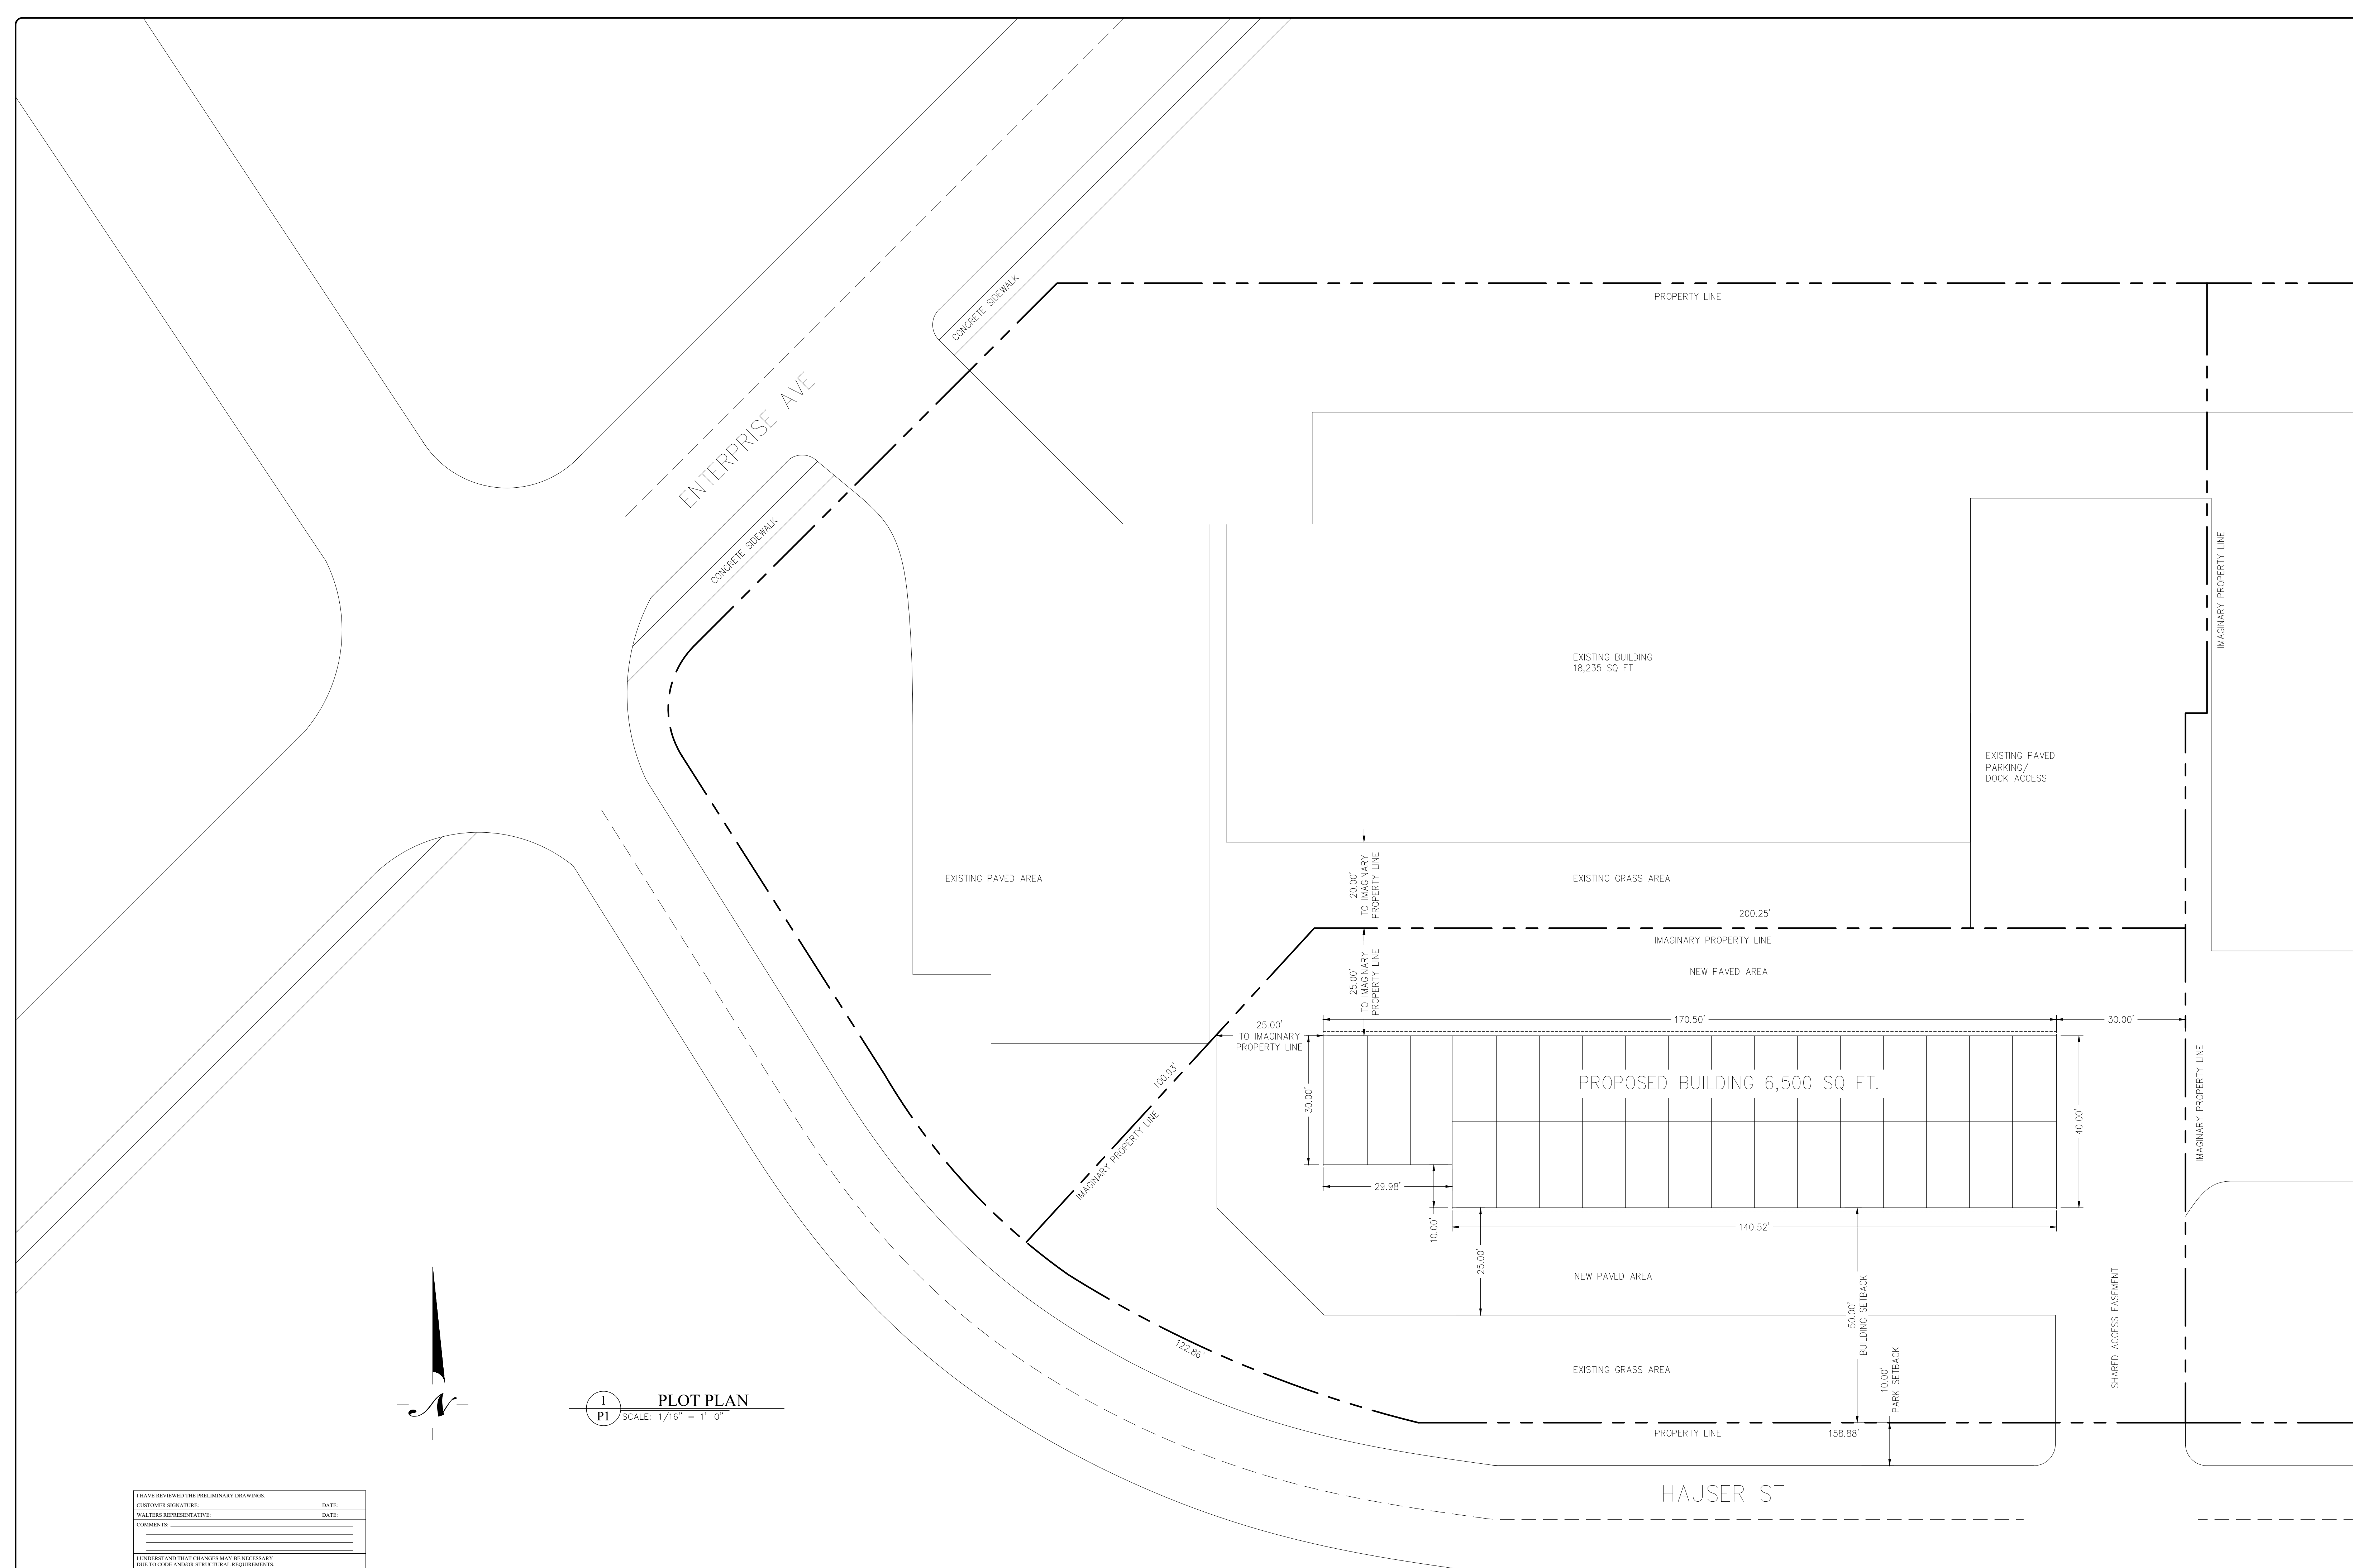 CONCRETE SIDEWALK
PROPERTY LINE
ENTERPRISE AVE
CONCRETE SIDEWALK
IMAGINARY PROPERTY LINE
EXISTING BUILDING
18,235 SQ FT
EXISTING PAVED
PARKING/
DOCK ACCESS
EXISTING PAVED AREA
20.00'
TO IMAGINARY
PROPERTY LINE
EXISTING GRASS AREA
200.25'
IMAGINARY PROPERTY LINE
25.00'
TO IMAGINARY
PROPERTY LINE
NEW PAVED AREA
25.00'
TO IMAGINARY
PROPERTY LINE
170.50'
30.00'
100.93'
IMAGINARY PROPERTY LINE
30.00'
PROPOSED BUILDING 6,500 SQ FT.
40.00'
IMAGINARY PROPERTY LINE
29.98'
10.00'
140.52'
25.00'
NEW PAVED AREA
50.00'
BUILDING SETBACK
SHARED ACCESS EASEMENT
122.86'
EXISTING GRASS AREA
10.00'
PARK SETBACK
PROPERTY LINE
158.88'
HAUSER ST
N
1
P1
PLOT PLAN
SCALE: 1/16" = 1'-0"
I HAVE REVIEWED THE PRELIMINARY DRAWINGS.
CUSTOMER SIGNATURE: DATE:
WALTERS REPRESENTATIVE: DATE:
COMMENTS:
I UNDERSTAND THAT CHANGES MAY BE NECESSARY
DUE TO CODE AND/OR STRUCTURAL REQUIREMENTS.